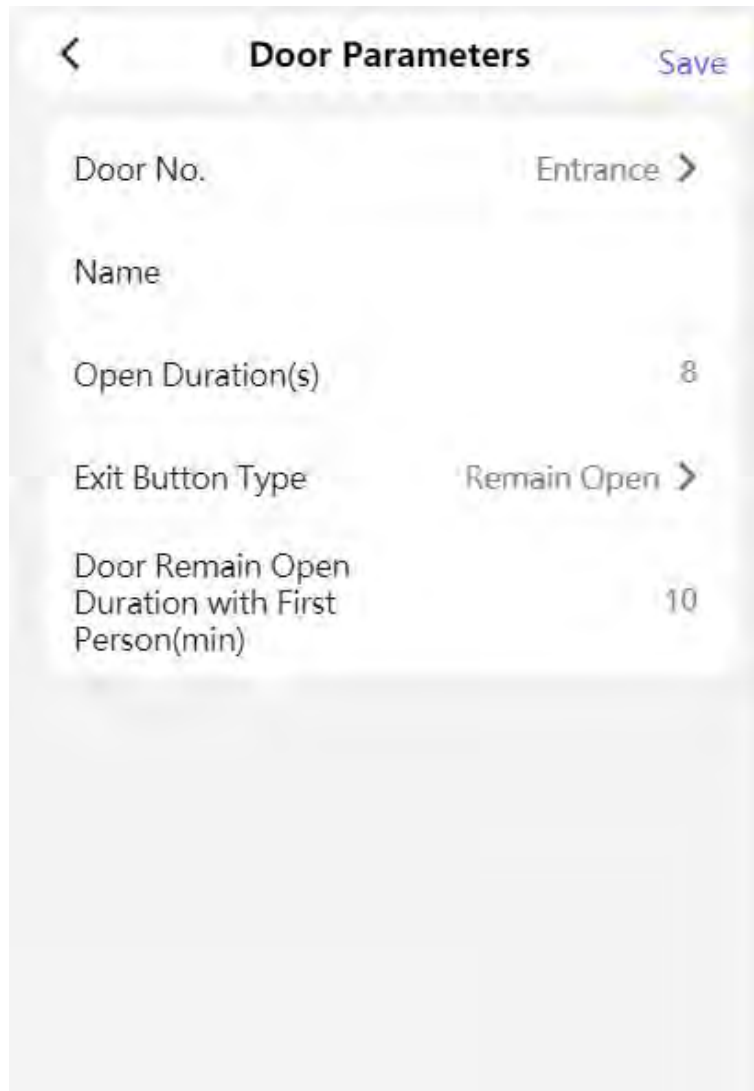 Door Parameters Save
Door No. Entrance
Name
Open Duration(s) 8
Exit Button Type Remain Open
Door Remain Open
Duration with First 10
Person(min)